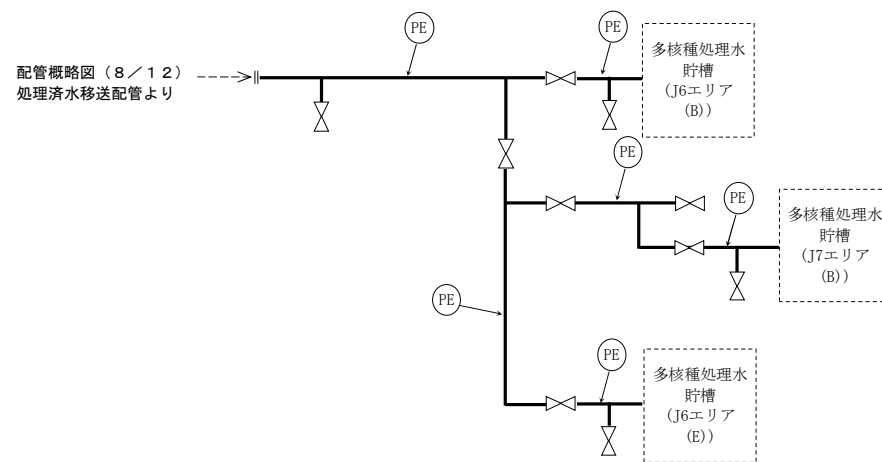 PE
PE
配管概略図（８／１２）
処理済水移送配管より
多核種処理水
貯槽
（J6エリア
(B)）
PE
PE
多核種処理水
貯槽
（J7エリア
(B)）
PE
PE
多核種処理水
貯槽
（J6エリア
(E)）